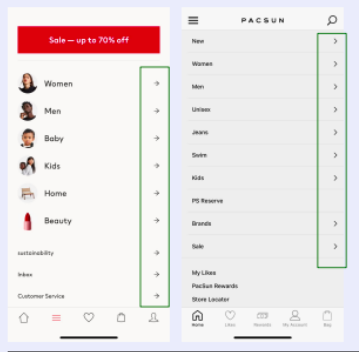 Sale — up to 70% off
Women
Men
Baby
Kids
Home
Beauty
sustainability
Inbox
Customer Service
PACSUN
New
Women
Men
Unisex
Jeans
Swim
Kids
PS Reserve
Brands
Sale
My Likes
PacSun Rewards
Store Locator
Home
Likes
Rewards
My Account
Bag